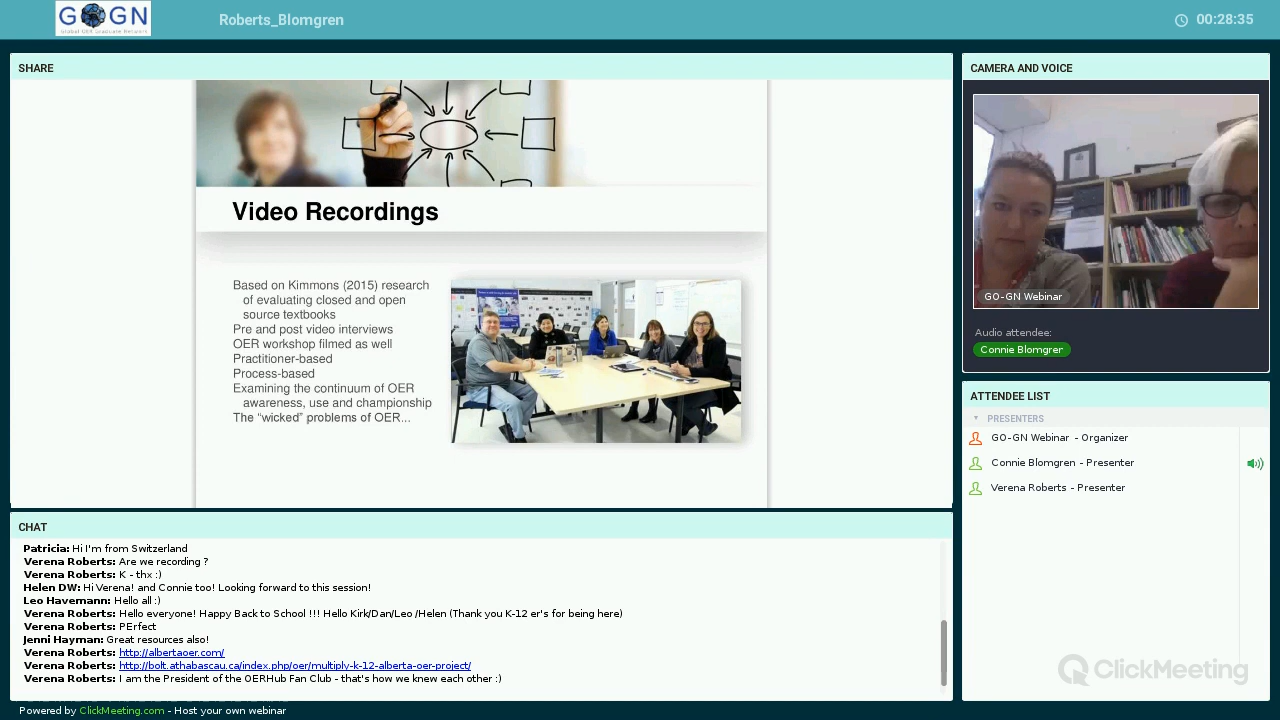 GOGN
Global OER Graduate Network
Roberts_Blomgren
00:28:35
SHARE
Video Recordings
Based on Kimmons (2015) research
of evaluating closed and open
source textbooks
Pre and post video interviews
OER workshop filmed as well
Practitioner-based
Process-based
Examining the continuum of OER
awareness, use and championship
The “wicked” problems of OER...
CAMERA AND VOICE
GO-GN Webinar
Audio attendee:
Connie Blomgren
ATTENDEE LIST
PRESENTERS
GO-GN Webinar - Organizer
Connie Blomgren - Presenter
Verena Roberts - Presenter
CHAT
Patricia: Hi I'm from Switzerland
Verena Roberts: Are we recording ?
Verena Roberts: K - thx :)
Helen DW: Hi Verena! and Connie too! Looking forward to this session!
Leo Havemann: Hello all :)
Verena Roberts: Hello everyone! Happy Back to School !!! Hello Kirk/Dan/Leo /Helen (Thank you K-12 er's for being here)
Verena Roberts: PErfect
Jenni Hayman: Great resources also!
Verena Roberts: http://albertaoer.com/
Verena Roberts: http://bolt.athabascau.ca/index.php/oer/multiply-k-12-alberta-oer-project/
Verena Roberts: I am the President of the OERHub Fan Club - that's how we knew each other :)
ClickMeeting
Powered by ClickMeeting.com - Host your own webinar